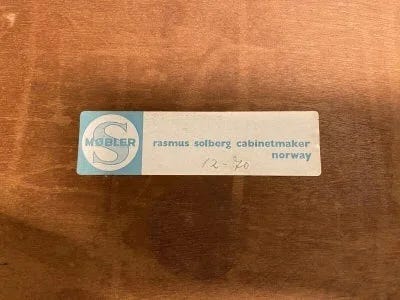 S
MØBLER
rasmus solberg cabinetmaker
norway
12-70